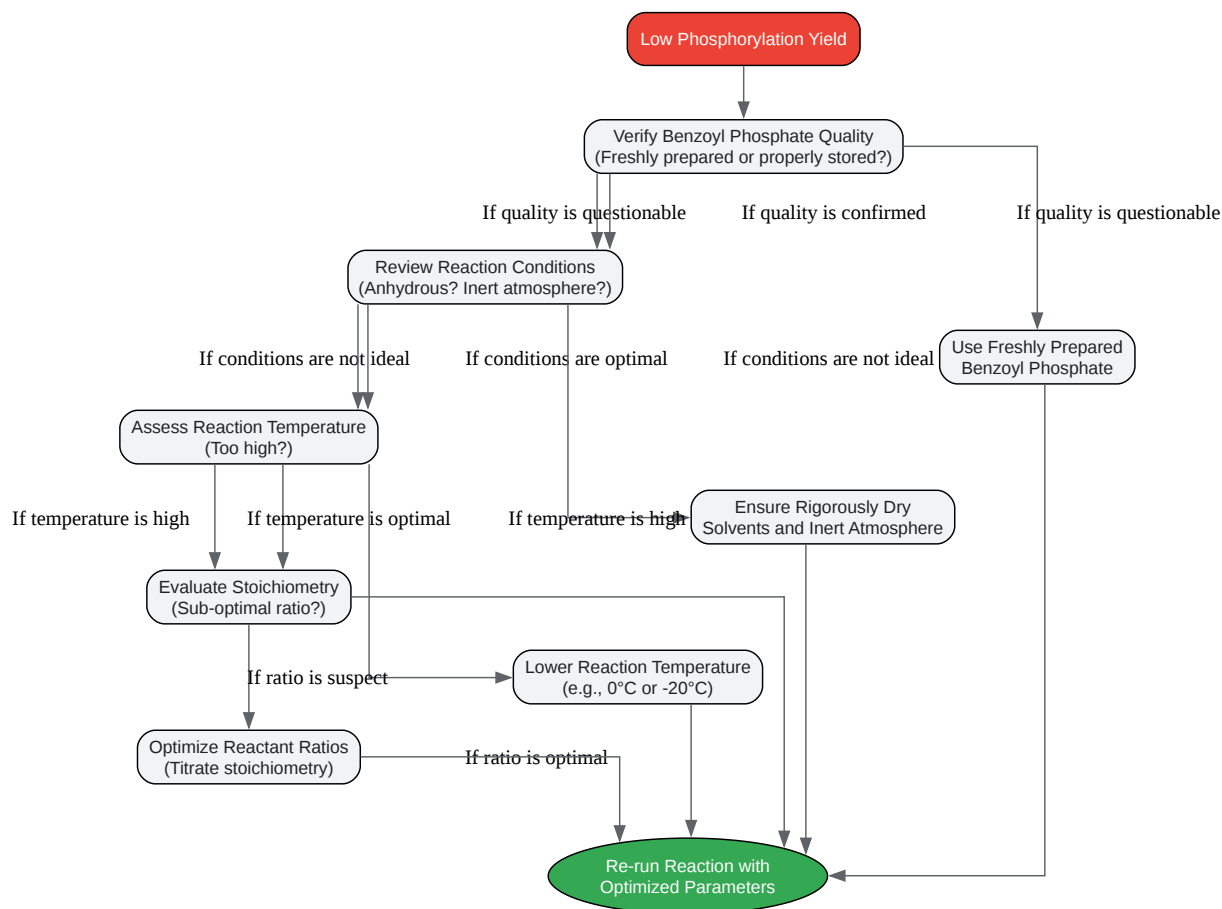 Low Phosphorylation Yield
Verify Benzoyl Phosphate Quality
(Freshly prepared or properly stored?)
If quality is questionable
If quality is confirmed
If quality is questionable
Review Reaction Conditions
(Anhydrous? Inert atmosphere?)
If conditions are not ideal
If conditions are optimal
If conditions are not ideal
Use Freshly Prepared
Benzoyl Phosphate
Assess Reaction Temperature
(Too high?)
If temperature is high
If temperature is optimal
If temperature is high
Ensure Rigorously Dry
Solvents and Inert Atmosphere
Evaluate Stoichiometry
(Sub-optimal ratio?)
If ratio is suspect
Lower Reaction Temperature
(e.g., 0°C or -20°C)
Optimize Reactant Ratios
(Titrate stoichiometry)
If ratio is optimal
Re-run Reaction with
Optimized Parameters